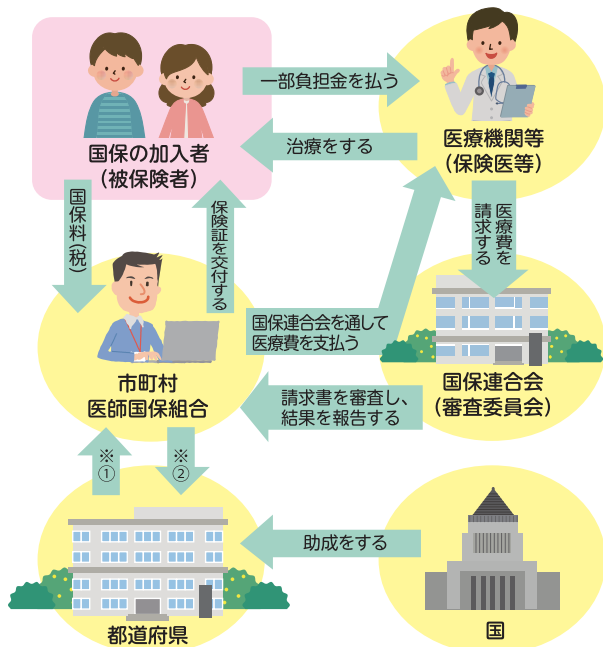 国保の加入者
(被保険者)
一部負担金を払う
治療をする
医療機関等
(保険医等)
国保料(税)
保険証を交付する
医療費を
請求する
国保連合会を通して
医療費を支払う
市町村
医師国保組合
国保連合会
(審査委員会)
請求書を審査し、
結果を報告する
※①
※②
助成をする
都道府県
国